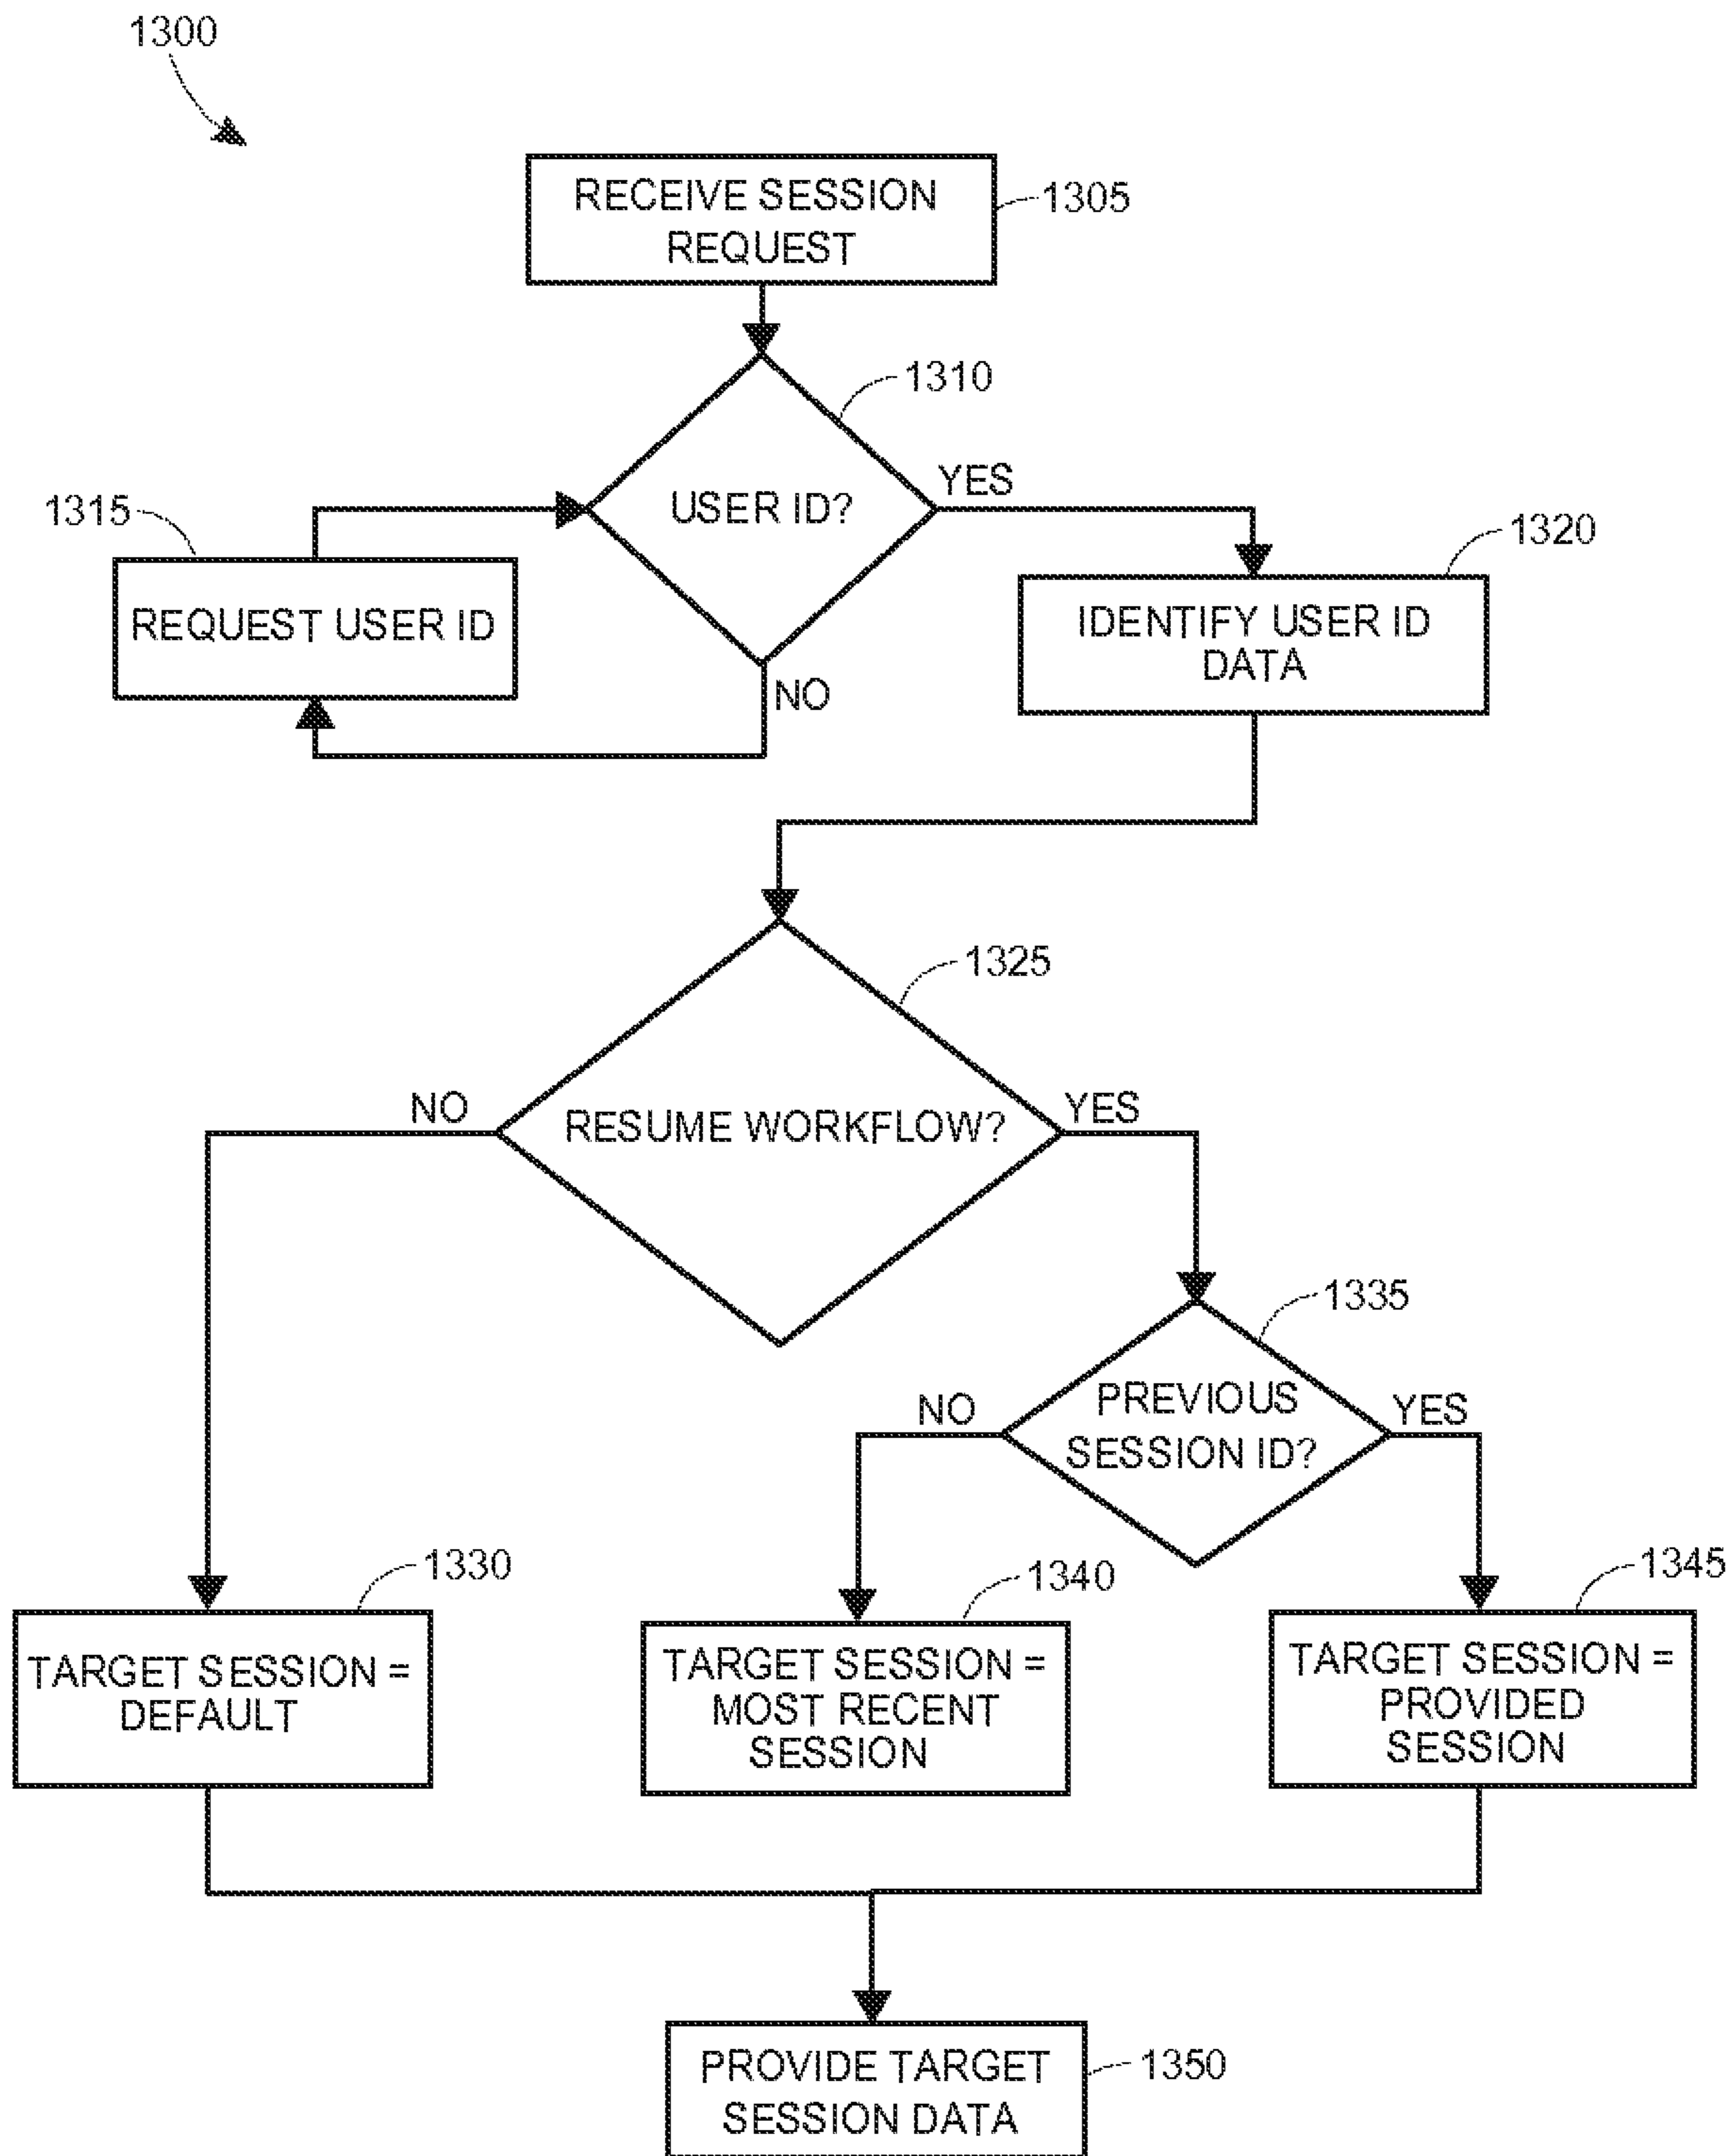 1300
RECEIVE SESSION
REQUEST
1305
1310
USER ID?
YES
NO
1315
REQUEST USER ID
1320
IDENTIFY USER ID
DATA
1325
RESUME WORKFLOW?
NO
YES
1335
PREVIOUS
SESSION ID?
NO
YES
1330
TARGET SESSION =
DEFAULT
1340
TARGET SESSION =
MOST RECENT
SESSION
1345
TARGET SESSION =
PROVIDED
SESSION
PROVIDE TARGET
SESSION DATA
1350